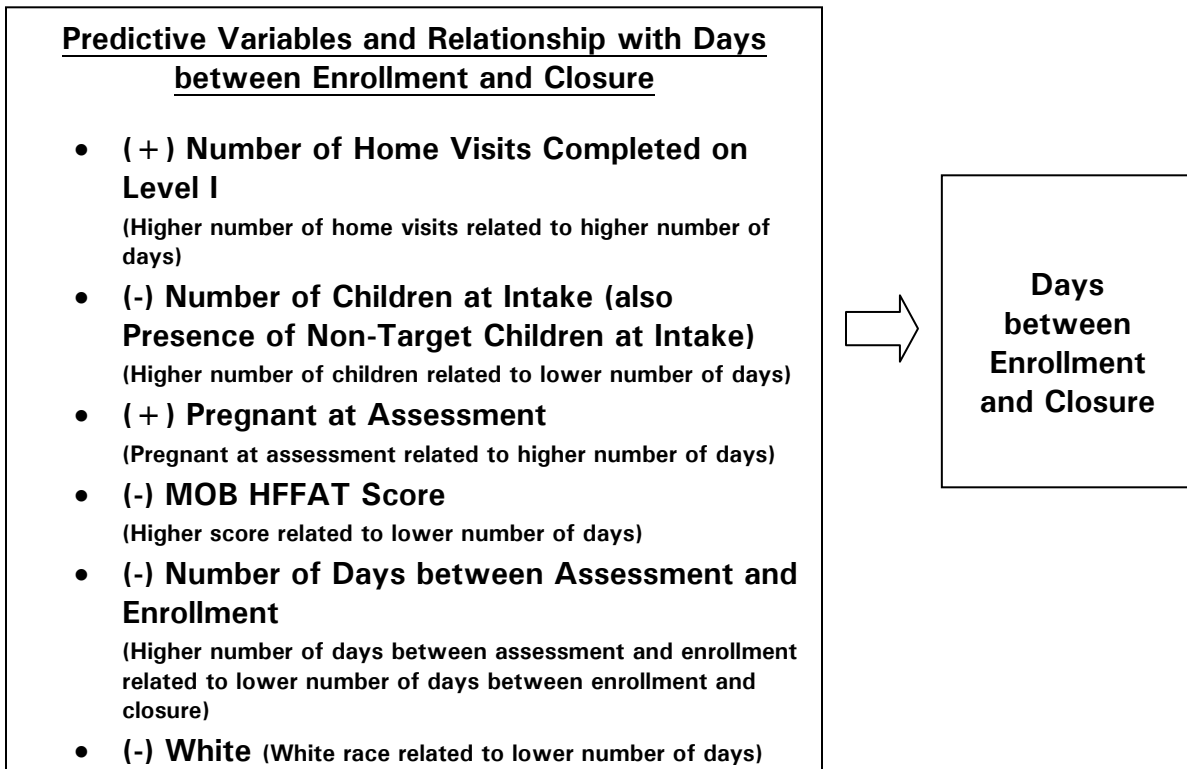 Predictive Variables and Relationship with Days
between Enrollment and Closure
• (+) Number of Home Visits Completed on
Level I
(Higher number of home visits related to higher number of
days)
• (-) Number of Children at Intake (also
Presence of Non-Target Children at Intake)
(Higher number of children related to lower number of days)
• (+) Pregnant at Assessment
(Pregnant at assessment related to higher number of days)
• (-) MOB HFFAT Score
(Higher score related to lower number of days)
• (-) Number of Days between Assessment and
Enrollment
(Higher number of days between assessment and enrollment
related to lower number of days between enrollment and
closure)
• (-) White (White race related to lower number of days)
Days
between
Enrollment
and Closure